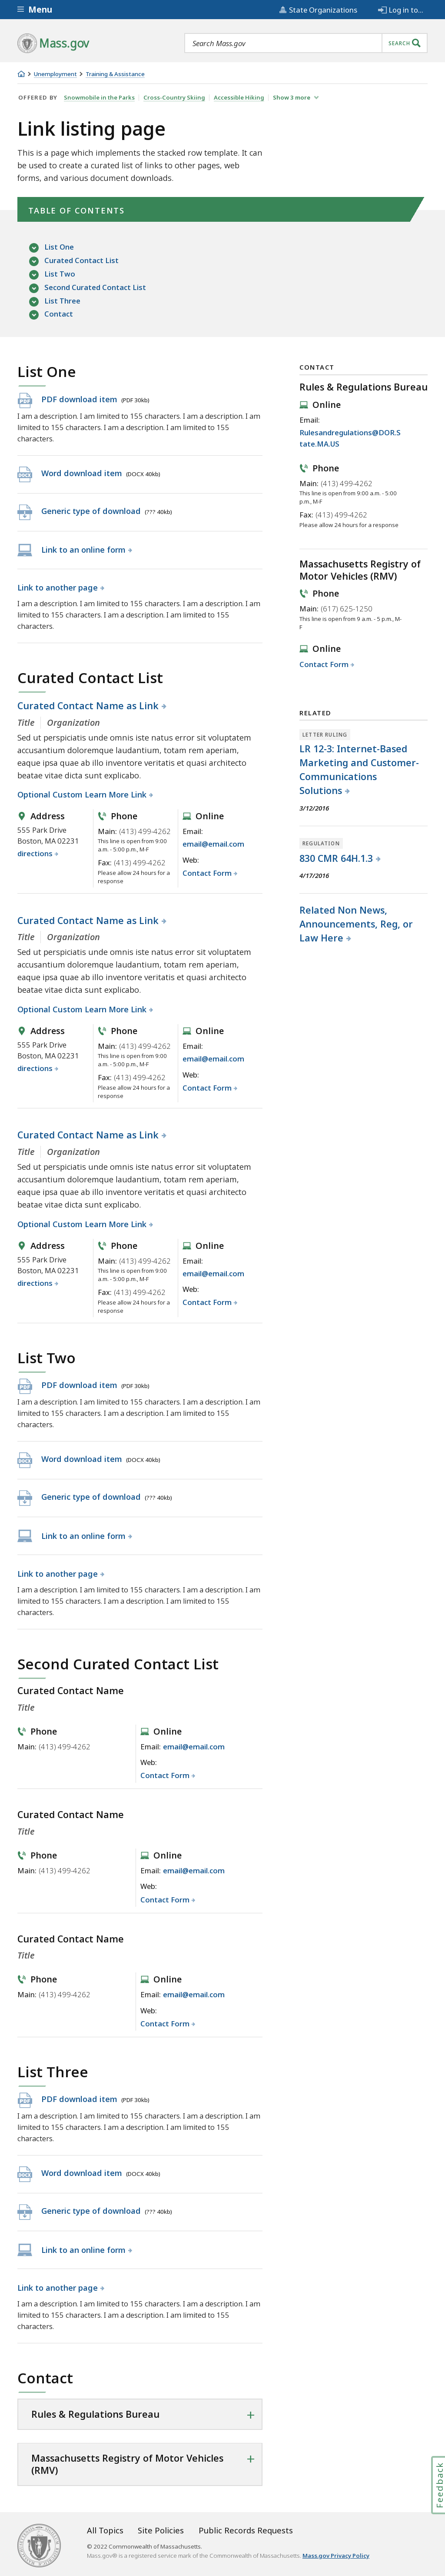 Menu
State Organizations
Log in to...
Mass.gov
Search Mass.gov
SEARCH
Unemployment
Training & Assistance
OFFERED BY Snowmobile in the Parks Cross-Country Skiing Accessible Hiking Show 3 more
Link listing page
This is a page which implements the stacked row template. It can
be used to create a curated list of links to other pages, web
forms, and various document downloads.
TABLE OF CONTENTS
List One
Curated Contact List
List Two
Second Curated Contact List
List Three
Contact
List One
PDF download item (PDF 30kb)
I am a description. I am limited to 155 characters. I am a description. I am
limited to 155 characters. I am a description. I am limited to 155
characters.
Word download item (DOCX 40kb)
Generic type of download (??? 40kb)
Link to an online form
Link to another page
I am a description. I am limited to 155 characters. I am a description. I am
limited to 155 characters. I am a description. I am limited to 155
characters.
Curated Contact List
Curated Contact Name as Link
Title Organization
Sed ut perspiciatis unde omnis iste natus error sit voluptatem
accusantium doloremque laudantium, totam rem aperiam,
eaque ipsa quae ab illo inventore veritatis et quasi architecto
beatae vitae dicta sunt explicabo.
Optional Custom Learn More Link
Address
555 Park Drive
Boston, MA 02231
directions
Phone
Main: (413) 499-4262
This line is open from 9:00
a.m. - 5:00 p.m., M-F
Fax: (413) 499-4262
Please allow 24 hours for a
response
Online
Email:
email@email.com
Web:
Contact Form
Curated Contact Name as Link
Title Organization
Sed ut perspiciatis unde omnis iste natus error sit voluptatem
accusantium doloremque laudantium, totam rem aperiam,
eaque ipsa quae ab illo inventore veritatis et quasi architecto
beatae vitae dicta sunt explicabo.
Optional Custom Learn More Link
Address
555 Park Drive
Boston, MA 02231
directions
Phone
Main: (413) 499-4262
This line is open from 9:00
a.m. - 5:00 p.m., M-F
Fax: (413) 499-4262
Please allow 24 hours for a
response
Online
Email:
email@email.com
Web:
Contact Form
Curated Contact Name as Link
Title Organization
Sed ut perspiciatis unde omnis iste natus error sit voluptatem
accusantium doloremque laudantium, totam rem aperiam,
eaque ipsa quae ab illo inventore veritatis et quasi architecto
beatae vitae dicta sunt explicabo.
Optional Custom Learn More Link
Address
555 Park Drive
Boston, MA 02231
directions
Phone
Main: (413) 499-4262
This line is open from 9:00
a.m. - 5:00 p.m., M-F
Fax: (413) 499-4262
Please allow 24 hours for a
response
Online
Email:
email@email.com
Web:
Contact Form
List Two
PDF download item (PDF 30kb)
I am a description. I am limited to 155 characters. I am a description. I am
limited to 155 characters. I am a description. I am limited to 155
characters.
Word download item (DOCX 40kb)
Generic type of download (??? 40kb)
Link to an online form
Link to another page
I am a description. I am limited to 155 characters. I am a description. I am
limited to 155 characters. I am a description. I am limited to 155
characters.
Second Curated Contact List
Curated Contact Name
Title
Phone
Main: (413) 499-4262
Online
Email: email@email.com
Web:
Contact Form
Curated Contact Name
Title
Phone
Main: (413) 499-4262
Online
Email: email@email.com
Web:
Contact Form
Curated Contact Name
Title
Phone
Main: (413) 499-4262
Online
Email: email@email.com
Web:
Contact Form
List Three
PDF download item (PDF 30kb)
I am a description. I am limited to 155 characters. I am a description. I am
limited to 155 characters. I am a description. I am limited to 155
characters.
Word download item (DOCX 40kb)
Generic type of download (??? 40kb)
Link to an online form
Link to another page
I am a description. I am limited to 155 characters. I am a description. I am
limited to 155 characters. I am a description. I am limited to 155
characters.
Contact
Rules & Regulations Bureau
Massachusetts Registry of Motor Vehicles
(RMV)
CONTACT
Rules & Regulations Bureau
Online
Email:
Rulesandregulations@DOR.S
tate.MA.US
Phone
Main: (413) 499-4262
This line is open from 9:00 a.m. - 5:00
p.m., M-F
Fax: (413) 499-4262
Please allow 24 hours for a response
Massachusetts Registry of
Motor Vehicles (RMV)
Phone
Main: (617) 625-1250
This line is open from 9 a.m. - 5 p.m., M-
F
Online
Contact Form
RELATED
LETTER RULING
LR 12-3: Internet-Based
Marketing and Customer-
Communications
Solutions
3/12/2016
REGULATION
830 CMR 64H.1.3
4/17/2016
Related Non News,
Announcements, Reg, or
Law Here
Feedback
All Topics Site Policies Public Records Requests
© 2022 Commonwealth of Massachusetts.
Mass.gov® is a registered service mark of the Commonwealth of Massachusetts. Mass.gov Privacy Policy